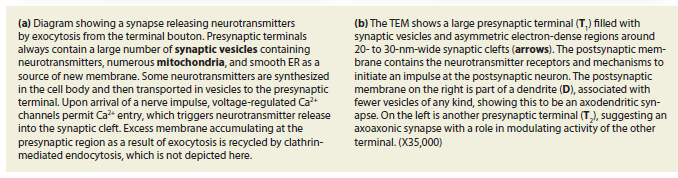 (a) Diagram showing a synapse releasing neurotransmitters
by exocytosis from the terminal bouton. Presynaptic terminals
always contain a large number of synaptic vesicles containing
neurotransmitters, numerous mitochondria, and smooth ER as a
source of new membrane. Some neurotransmitters are synthesized
in the cell body and then transported in vesicles to the presynaptic
terminal. Upon arrival of a nerve impulse, voltage-regulated Ca²⁺
channels permit Ca²⁺ entry, which triggers neurotransmitter release
into the synaptic cleft. Excess membrane accumulating at the
presynaptic region as a result of exocytosis is recycled by clathrin-
mediated endocytosis, which is not depicted here.
(b) The TEM shows a large presynaptic terminal (T₁) filled with
synaptic vesicles and asymmetric electron-dense regions around
20- to 30-nm-wide synaptic clefts (arrows). The postsynaptic mem-
brane contains the neurotransmitter receptors and mechanisms to
initiate an impulse at the postsynaptic neuron. The postsynaptic
membrane on the right is part of a dendrite (D), associated with
fewer vesicles of any kind, showing this to be an axodendritic syn-
apse. On the left is another presynaptic terminal (T₂), suggesting an
axoaxonic synapse with a role in modulating activity of the other
terminal. (X35,000)